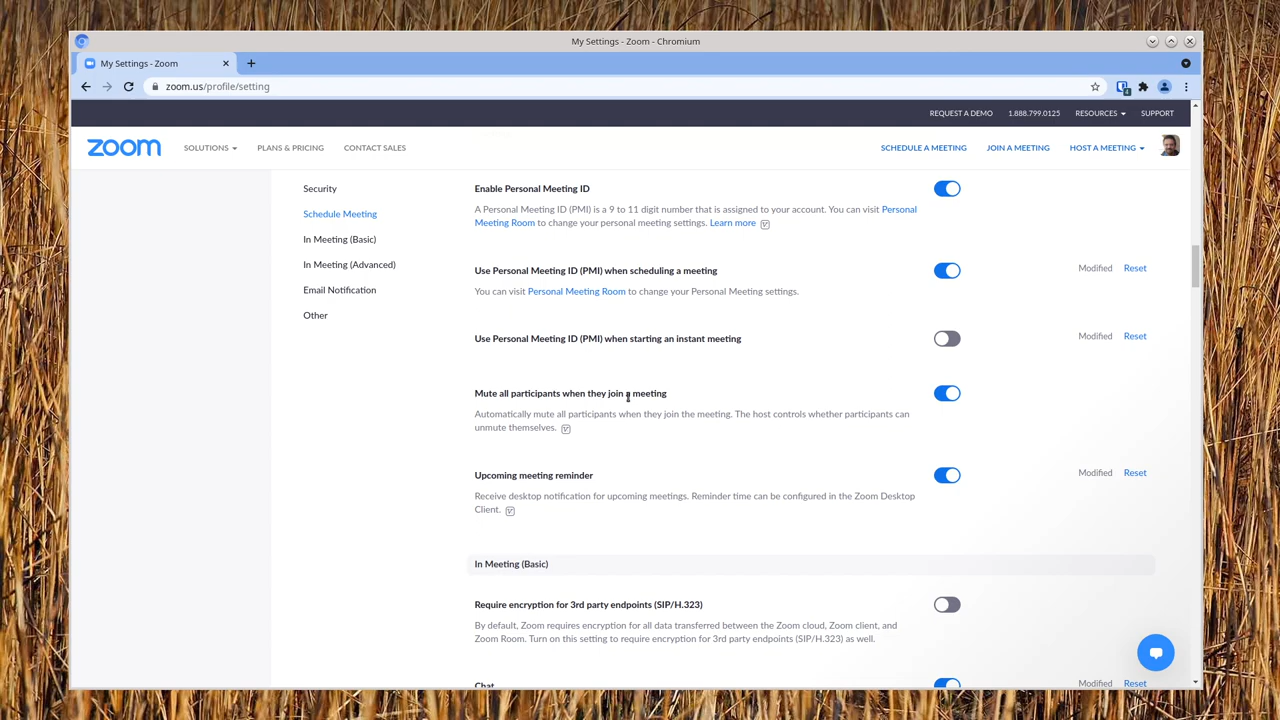 My Settings - Zoom - Chromium
My Settings - Zoom
zoom.us/profile/setting
REQUEST A DEMO 1.888.799.0125 RESOURCES SUPPORT
zoom SOLUTIONS PLANS & PRICING CONTACT SALES SCHEDULE A MEETING JOIN A MEETING HOST A MEETING
Security
Schedule Meeting
In Meeting (Basic)
In Meeting (Advanced)
Email Notification
Other
Enable Personal Meeting ID
A Personal Meeting ID (PMI) is a 9 to 11 digit number that is assigned to your account. You can visit Personal
Meeting Room to change your personal meeting settings. Learn more
Use Personal Meeting ID (PMI) when scheduling a meeting
Modified Reset
You can visit Personal Meeting Room to change your Personal Meeting settings.
Use Personal Meeting ID (PMI) when starting an instant meeting
Modified Reset
Mute all participants when they join a meeting
Automatically mute all participants when they join the meeting. The host controls whether participants can
unmute themselves.
Upcoming meeting reminder
Modified Reset
Receive desktop notification for upcoming meetings. Reminder time can be configured in the Zoom Desktop
Client.
In Meeting (Basic)
Require encryption for 3rd party endpoints (SIP/H.323)
By default, Zoom requires encryption for all data transferred between the Zoom cloud, Zoom client, and
Zoom Room. Turn on this setting to require encryption for 3rd party endpoints (SIP/H.323) as well.
Chat
Modified Reset